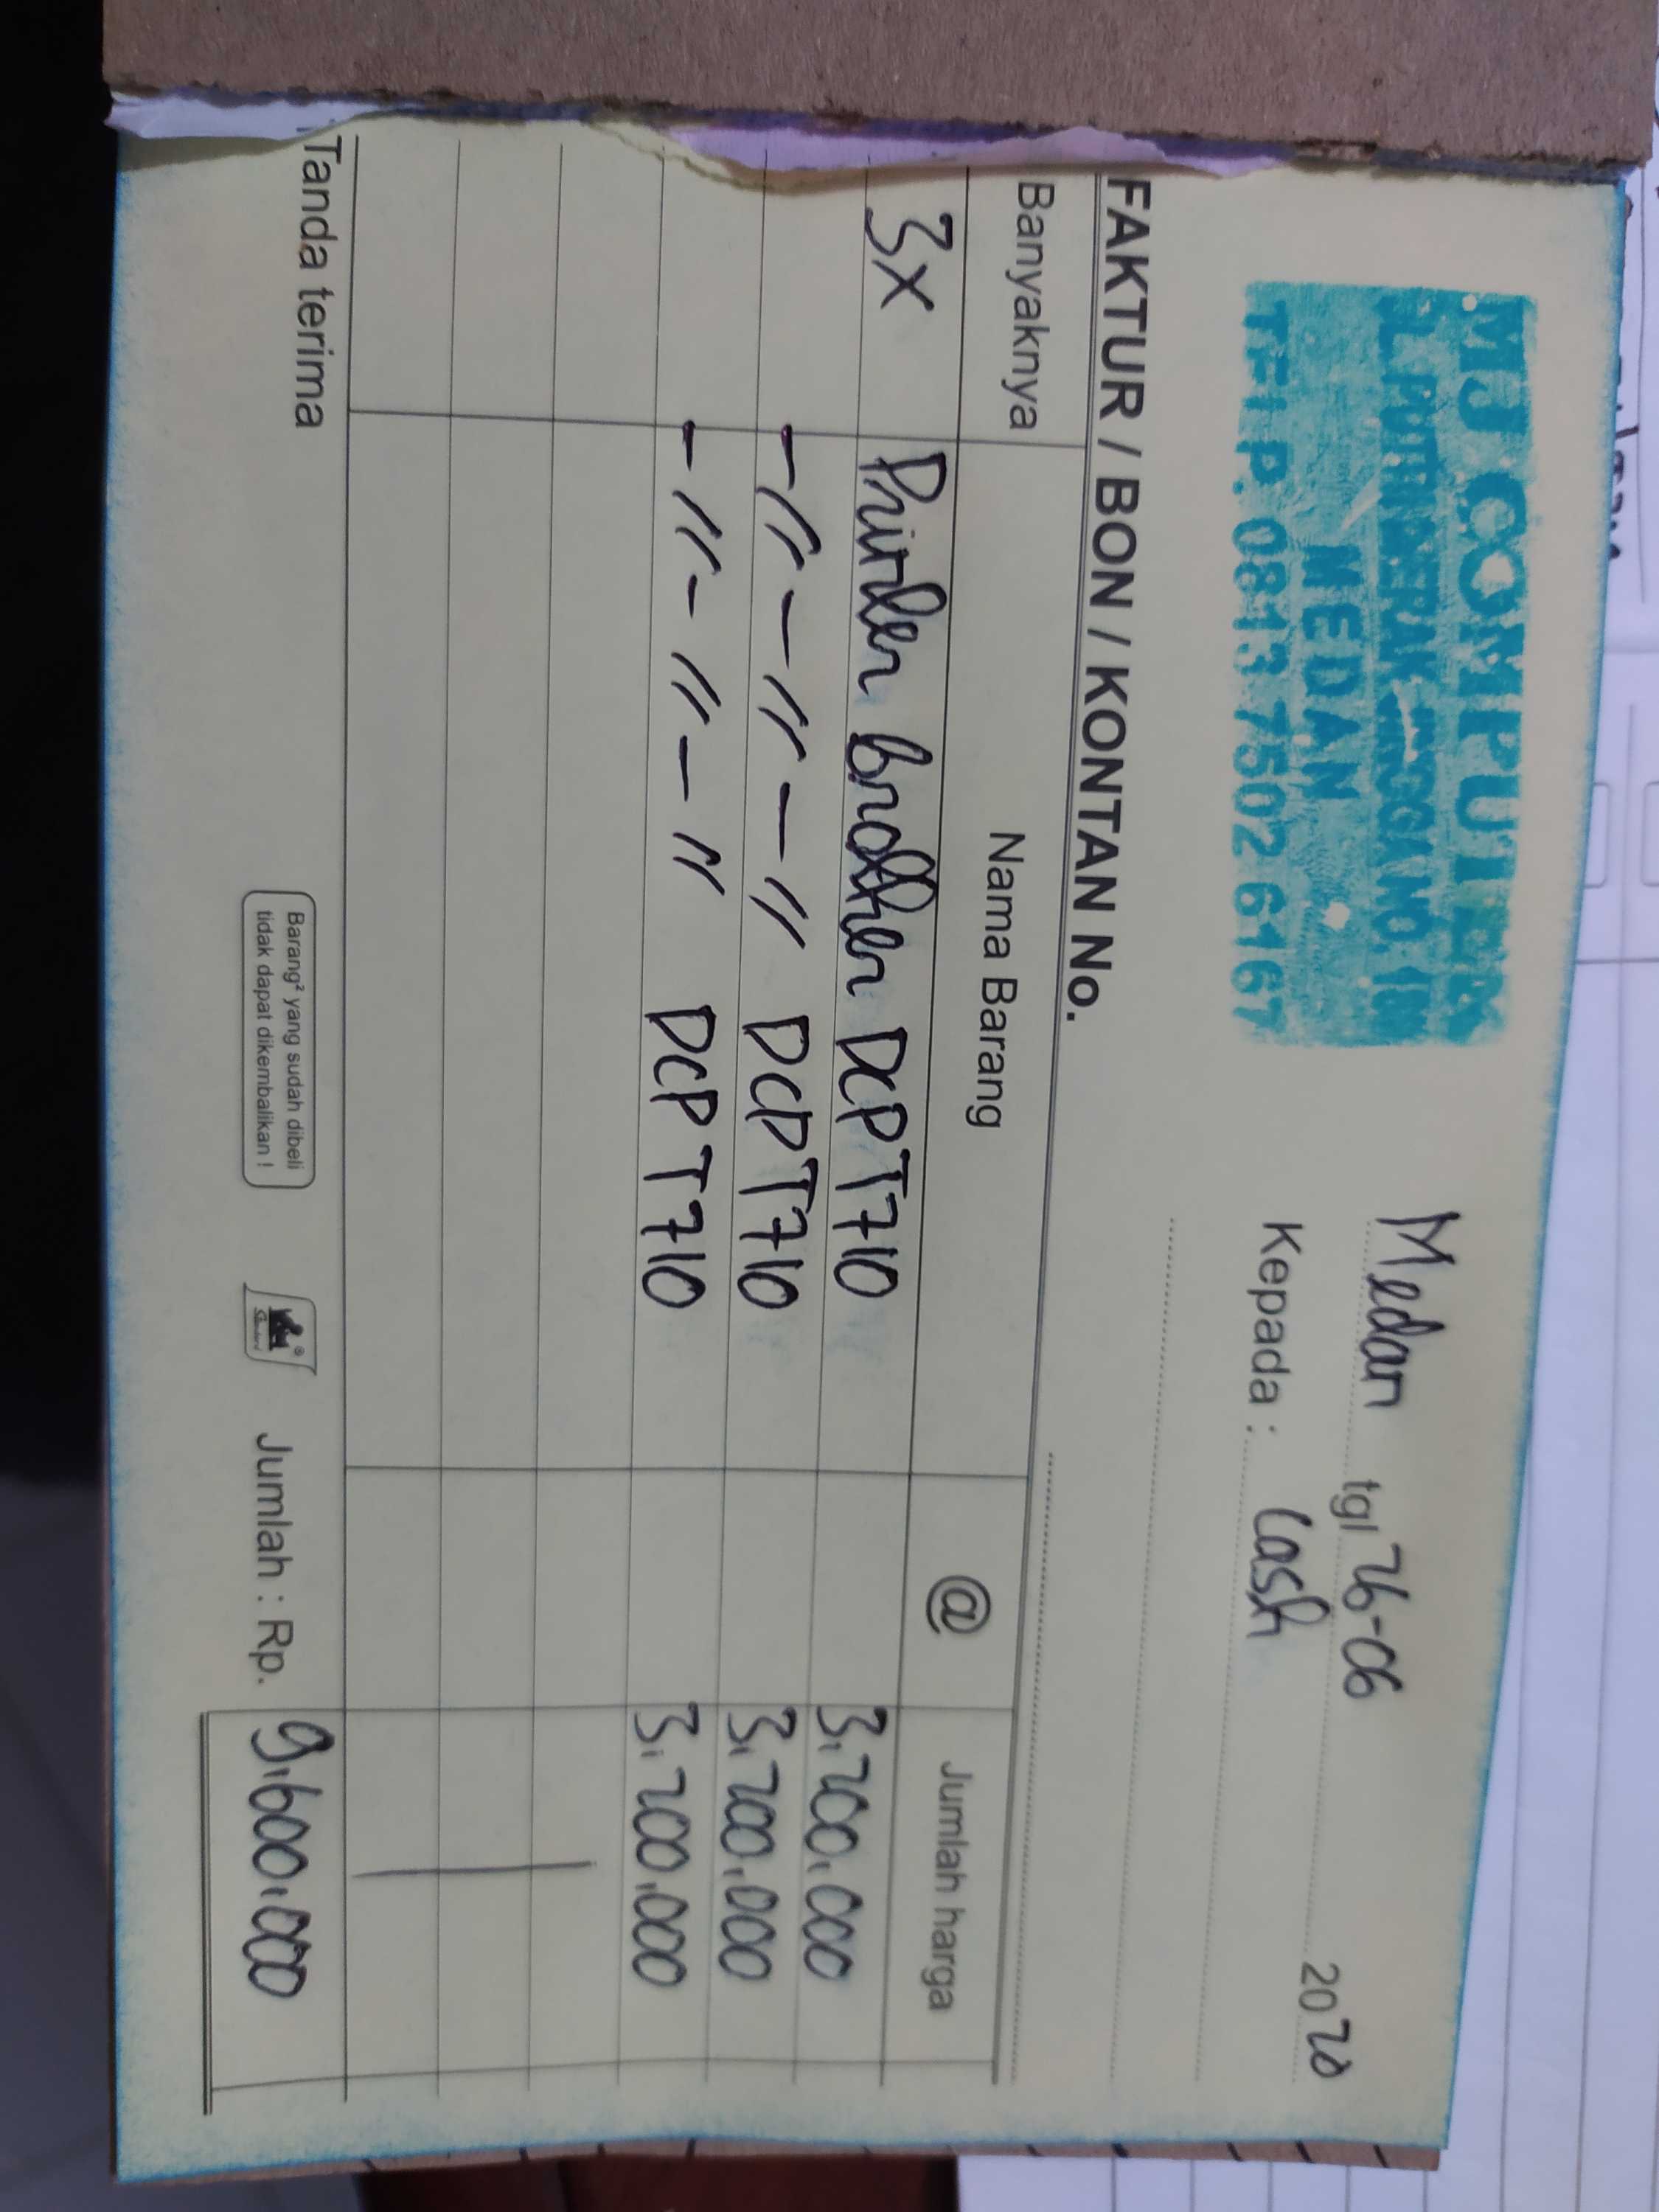 MJ COMPUTER
MEDAN
TELP. 0813 7502 6167
Medan tgl 26-06 2020
Kepada : Cash
FAKTUR / BON / KONTAN No.
Banyaknya Nama Barang @ Jumlah harga
3x Printer brother DCP T710 3.200.000
-〃-〃-〃 DCP T710 3.200.000
-〃-〃-〃 DCP T710 3.200.000
Tanda terima
Barang² yang sudah dibeli
tidak dapat dikembalikan !
Jumlah : Rp. 9.600.000